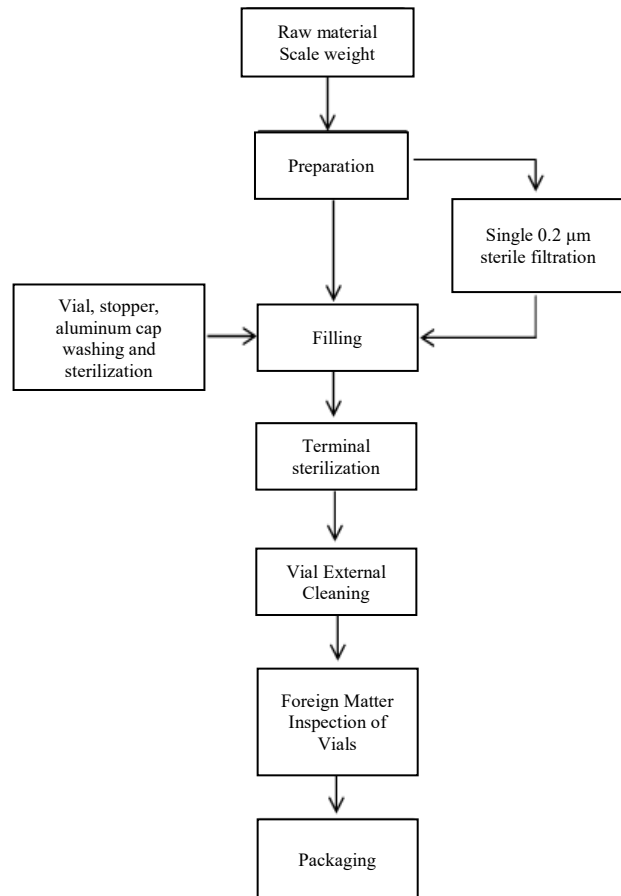 Raw material
Scale weight
Preparation
Single 0.2 μm
sterile filtration
Vial, stopper,
aluminum cap
washing and
sterilization
Filling
Terminal
sterilization
Vial External
Cleaning
Foreign Matter
Inspection of
Vials
Packaging